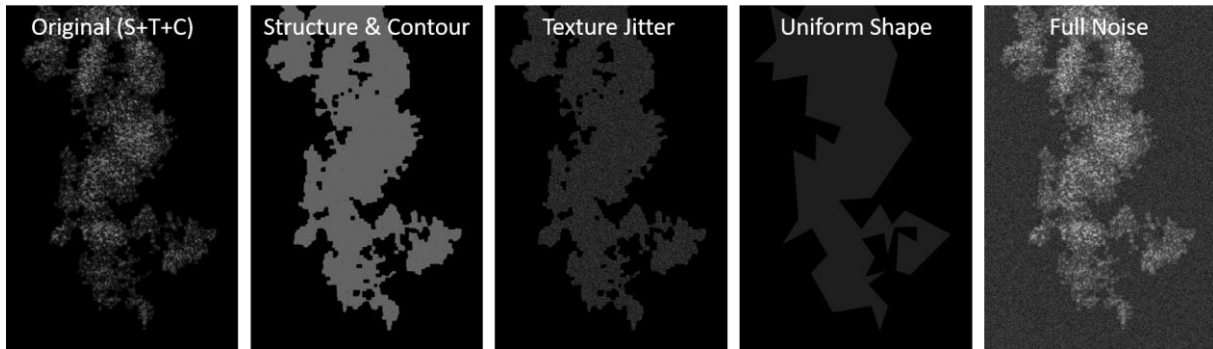 Original (S+T+C)
Structure & Contour
Texture Jitter
Uniform Shape
Full Noise